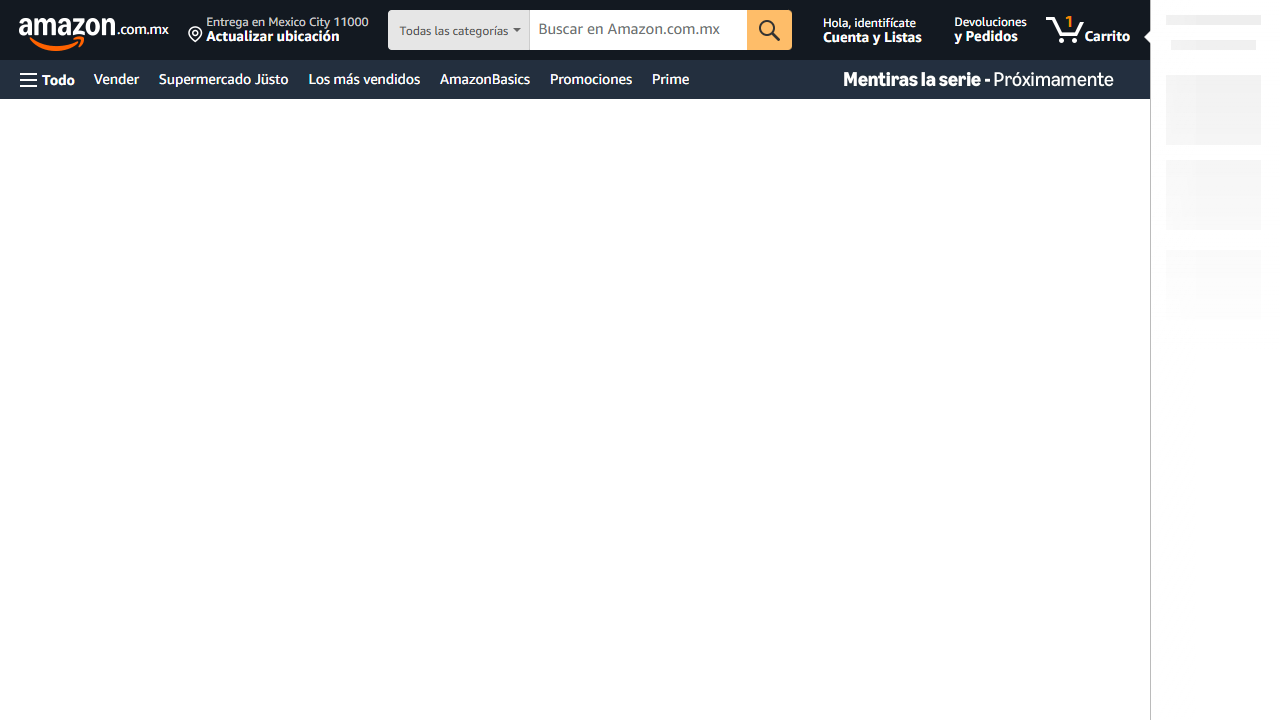 amazon.com.mx
Entrega en Mexico City 11000
Actualizar ubicación
Todas las categorías
Buscar en Amazon.com.mx
Hola, identifícate
Cuenta y Listas
Devoluciones
y Pedidos
1
Carrito
Todo
Vender
Supermercado Jüsto
Los más vendidos
AmazonBasics
Promociones
Prime
Mentiras la serie - Próximamente